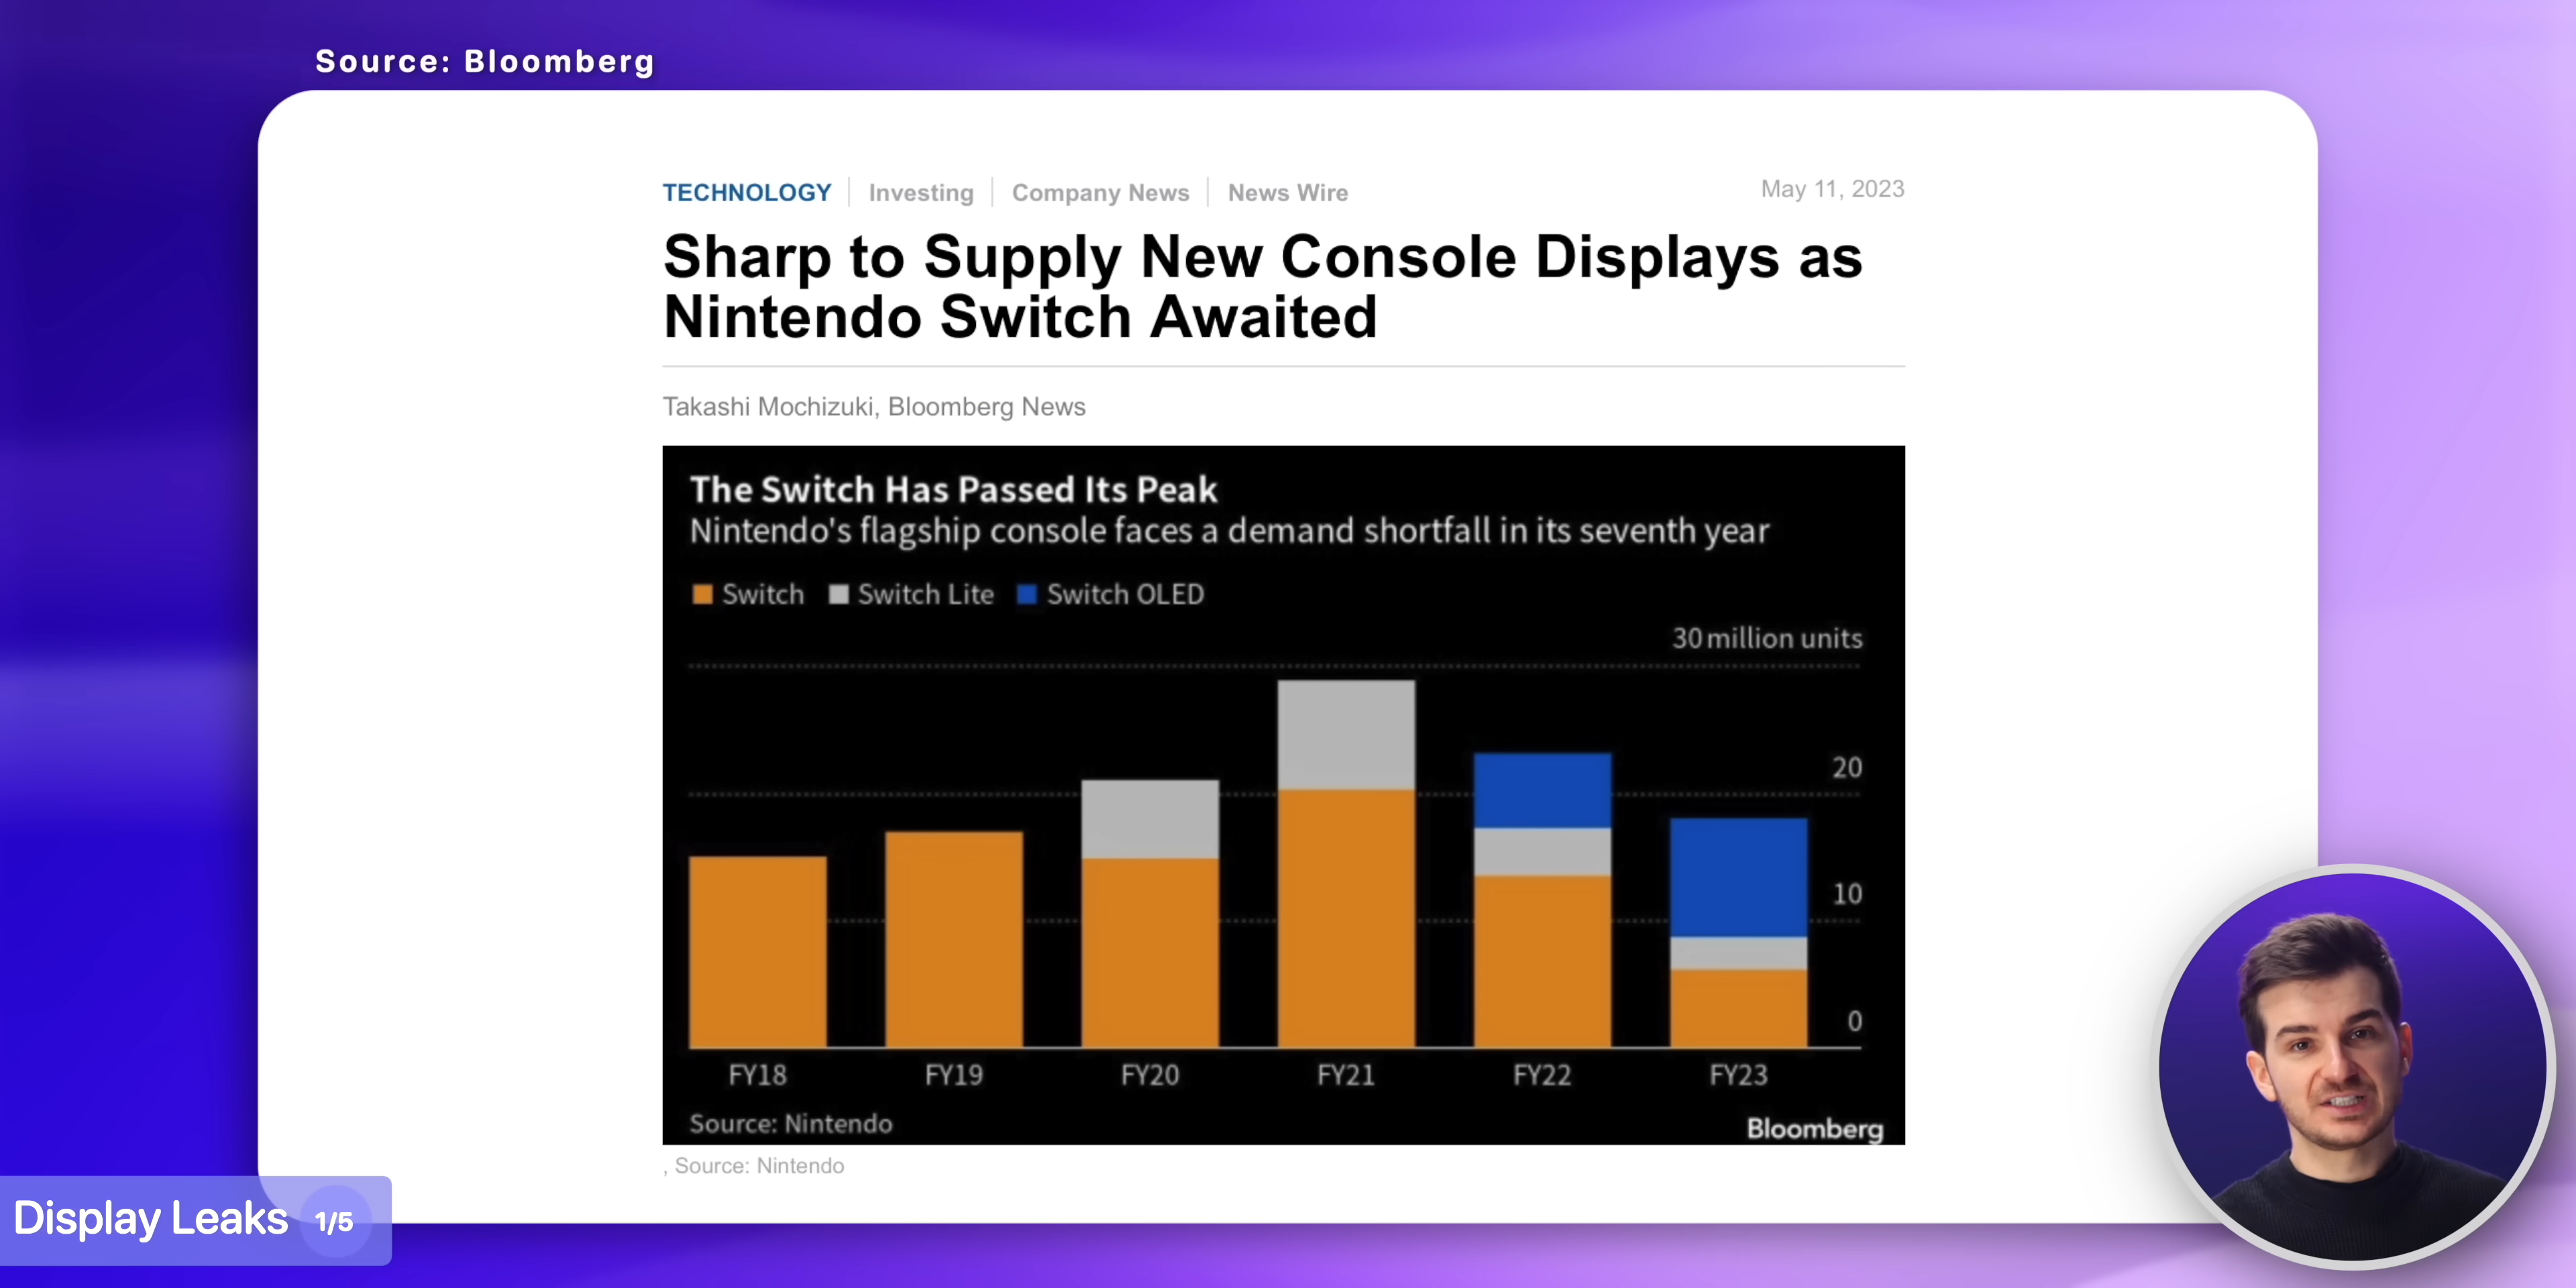 Source: Bloomberg
TECHNOLOGY | Investing | Company News | News Wire
May 11, 2023
Sharp to Supply New Console Displays as
Nintendo Switch Awaited
Takashi Mochizuki, Bloomberg News
The Switch Has Passed Its Peak
Nintendo's flagship console faces a demand shortfall in its seventh year
Switch Switch Lite Switch OLED
30 million units
20
10
0
FY18 FY19 FY20 FY21 FY22 FY23
Source: Nintendo
Bloomberg
, Source: Nintendo
Display Leaks 1/5